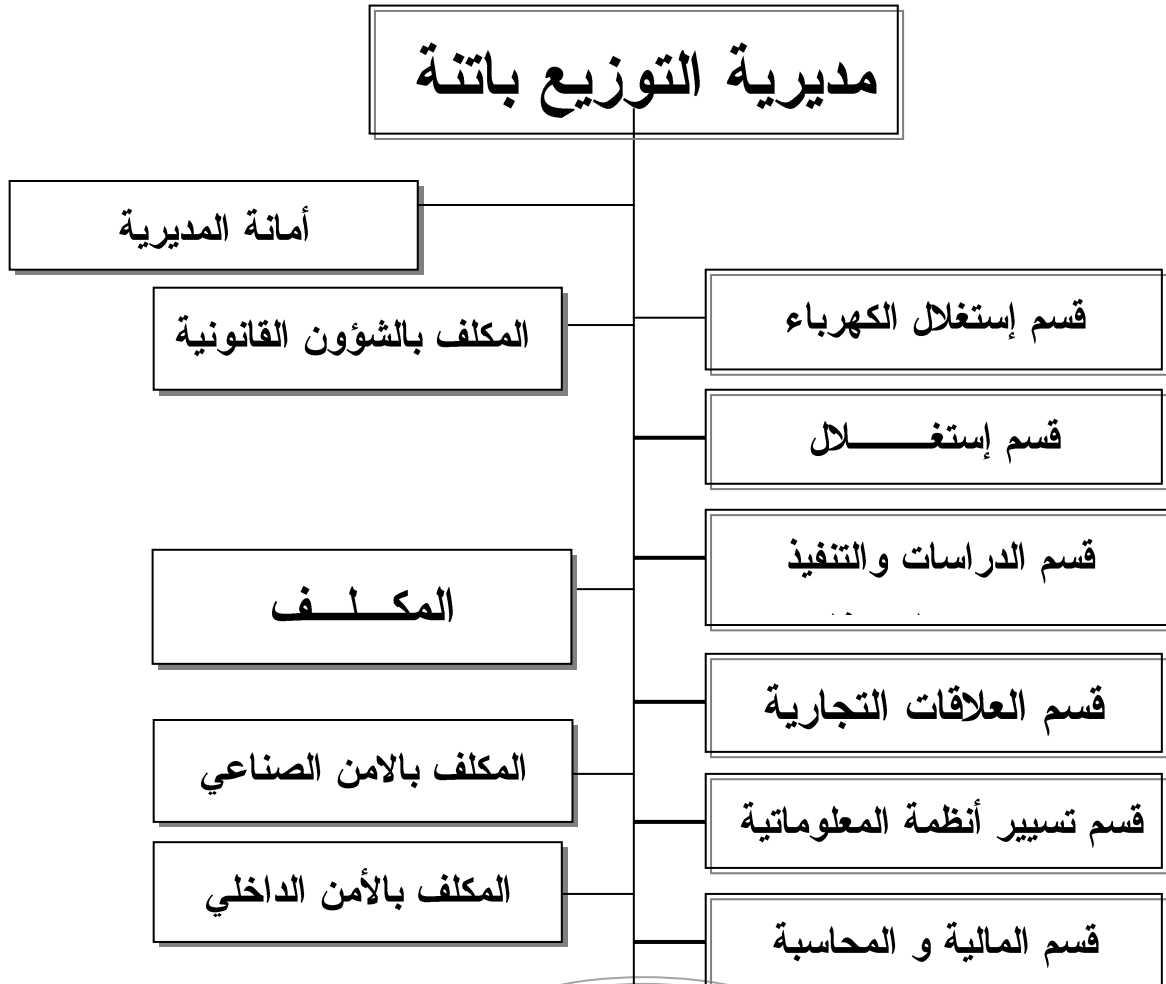 مديرية التوزيع باتنة
أمانة المديرية
قسم إستغلال الكهرباء
المكلف بالشؤون القانونية
قسم إستغـــــــلال
قسم الدراسات والتنفيذ
المكـــلـــف
قسم العلاقات التجارية
المكلف بالامن الصناعي
قسم تسيير أنظمة المعلوماتية
المكلف بالأمن الداخلي
قسم المالية و المحاسبة